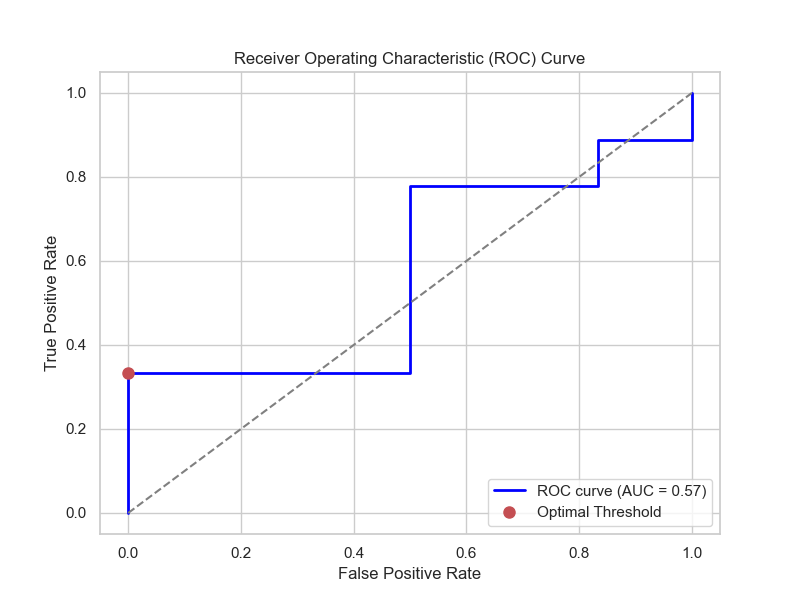 Receiver Operating Characteristic (ROC) Curve
1.0
0.8
0.6
0.4
0.2
0.0
True Positive Rate
0.0 0.2 0.4 0.6 0.8 1.0
False Positive Rate
ROC curve (AUC = 0.57)
Optimal Threshold